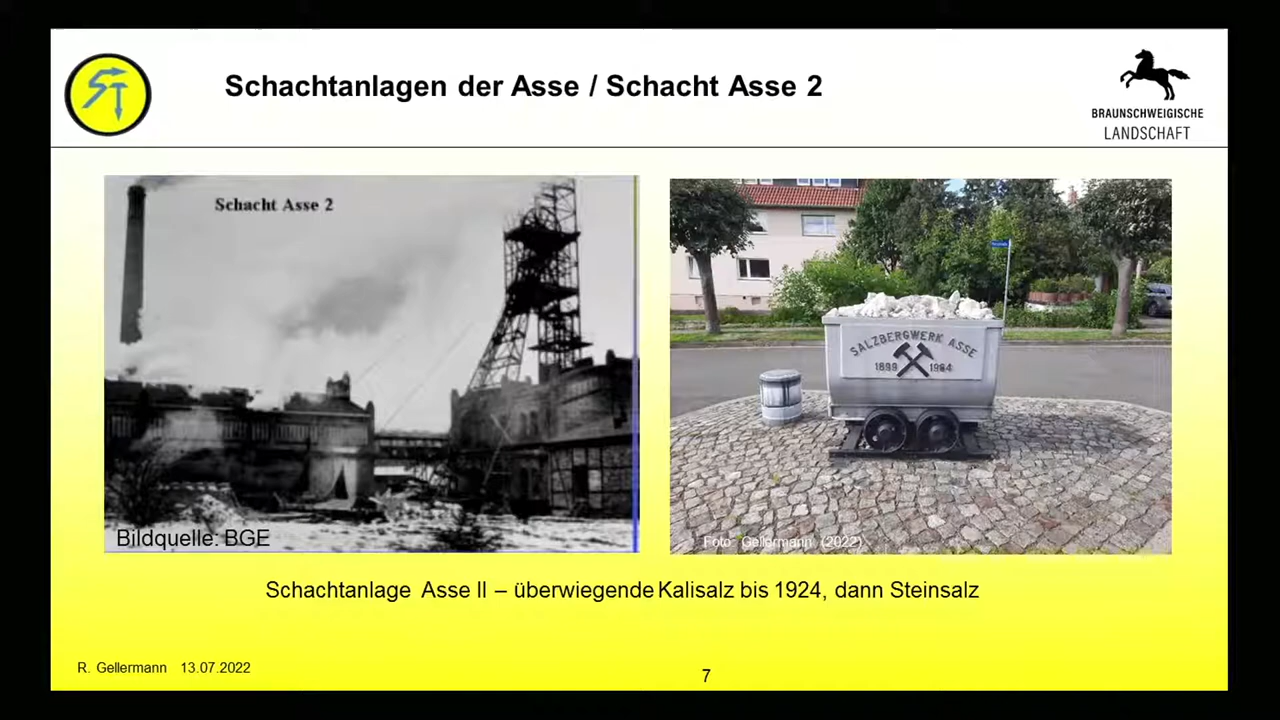 ST
Schachtanlagen der Asse / Schacht Asse 2
BRAUNSCHWEIGISCHE
LANDSCHAFT
Schacht Asse 2
Bildquelle: BGE
SALZBERGWERK ASSE
1899 1964
Foto: Gellermann (2022)
Schachtanlage Asse II – überwiegende Kalisalz bis 1924, dann Steinsalz
R. Gellermann 13.07.2022
7